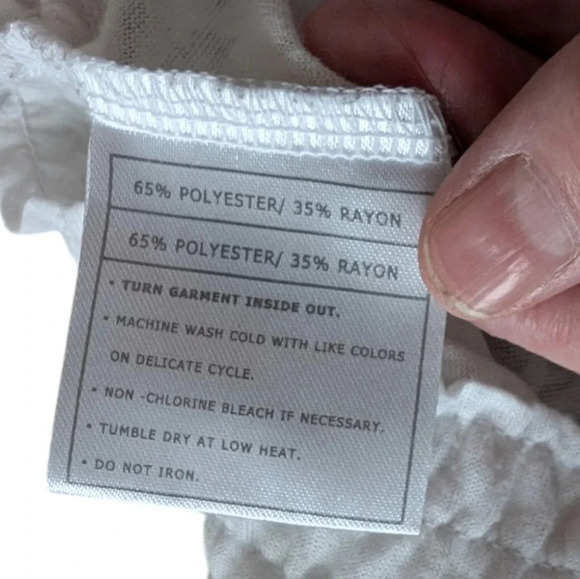 65% POLYESTER/ 35% RAYON
65% POLYESTER/ 35% RAYON
• TURN GARMENT INSIDE OUT.
• MACHINE WASH COLD WITH LIKE COLORS
ON DELICATE CYCLE.
• NON -CHLORINE BLEACH IF NECESSARY.
• TUMBLE DRY AT LOW HEAT.
• DO NOT IRON.